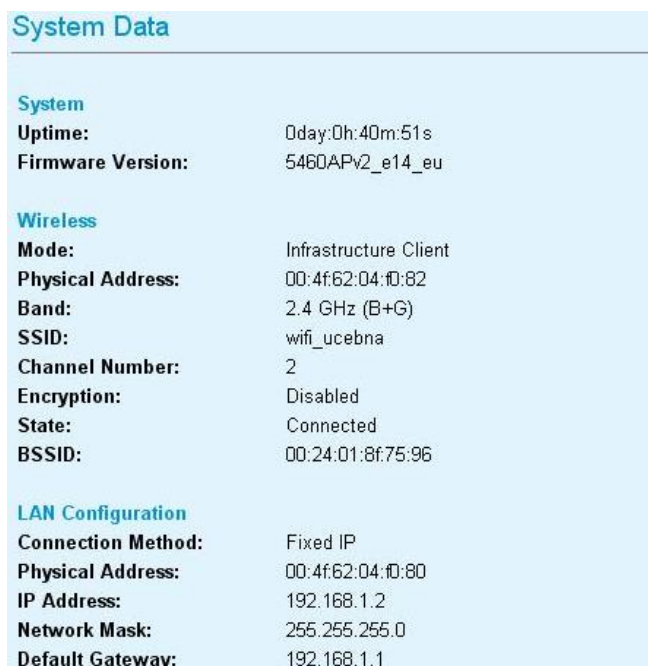 System Data
System
Uptime: 0day:0h:40m:51s
Firmware Version: 5460APv2_e14_eu
Wireless
Mode: Infrastructure Client
Physical Address: 00:4f:62:04:f0:82
Band: 2.4 GHz (B+G)
SSID: wifi_ucebna
Channel Number: 2
Encryption: Disabled
State: Connected
BSSID: 00:24:01:8f:75:96
LAN Configuration
Connection Method: Fixed IP
Physical Address: 00:4f:62:04:f0:80
IP Address: 192.168.1.2
Network Mask: 255.255.255.0
Default Gateway: 192.168.1.1